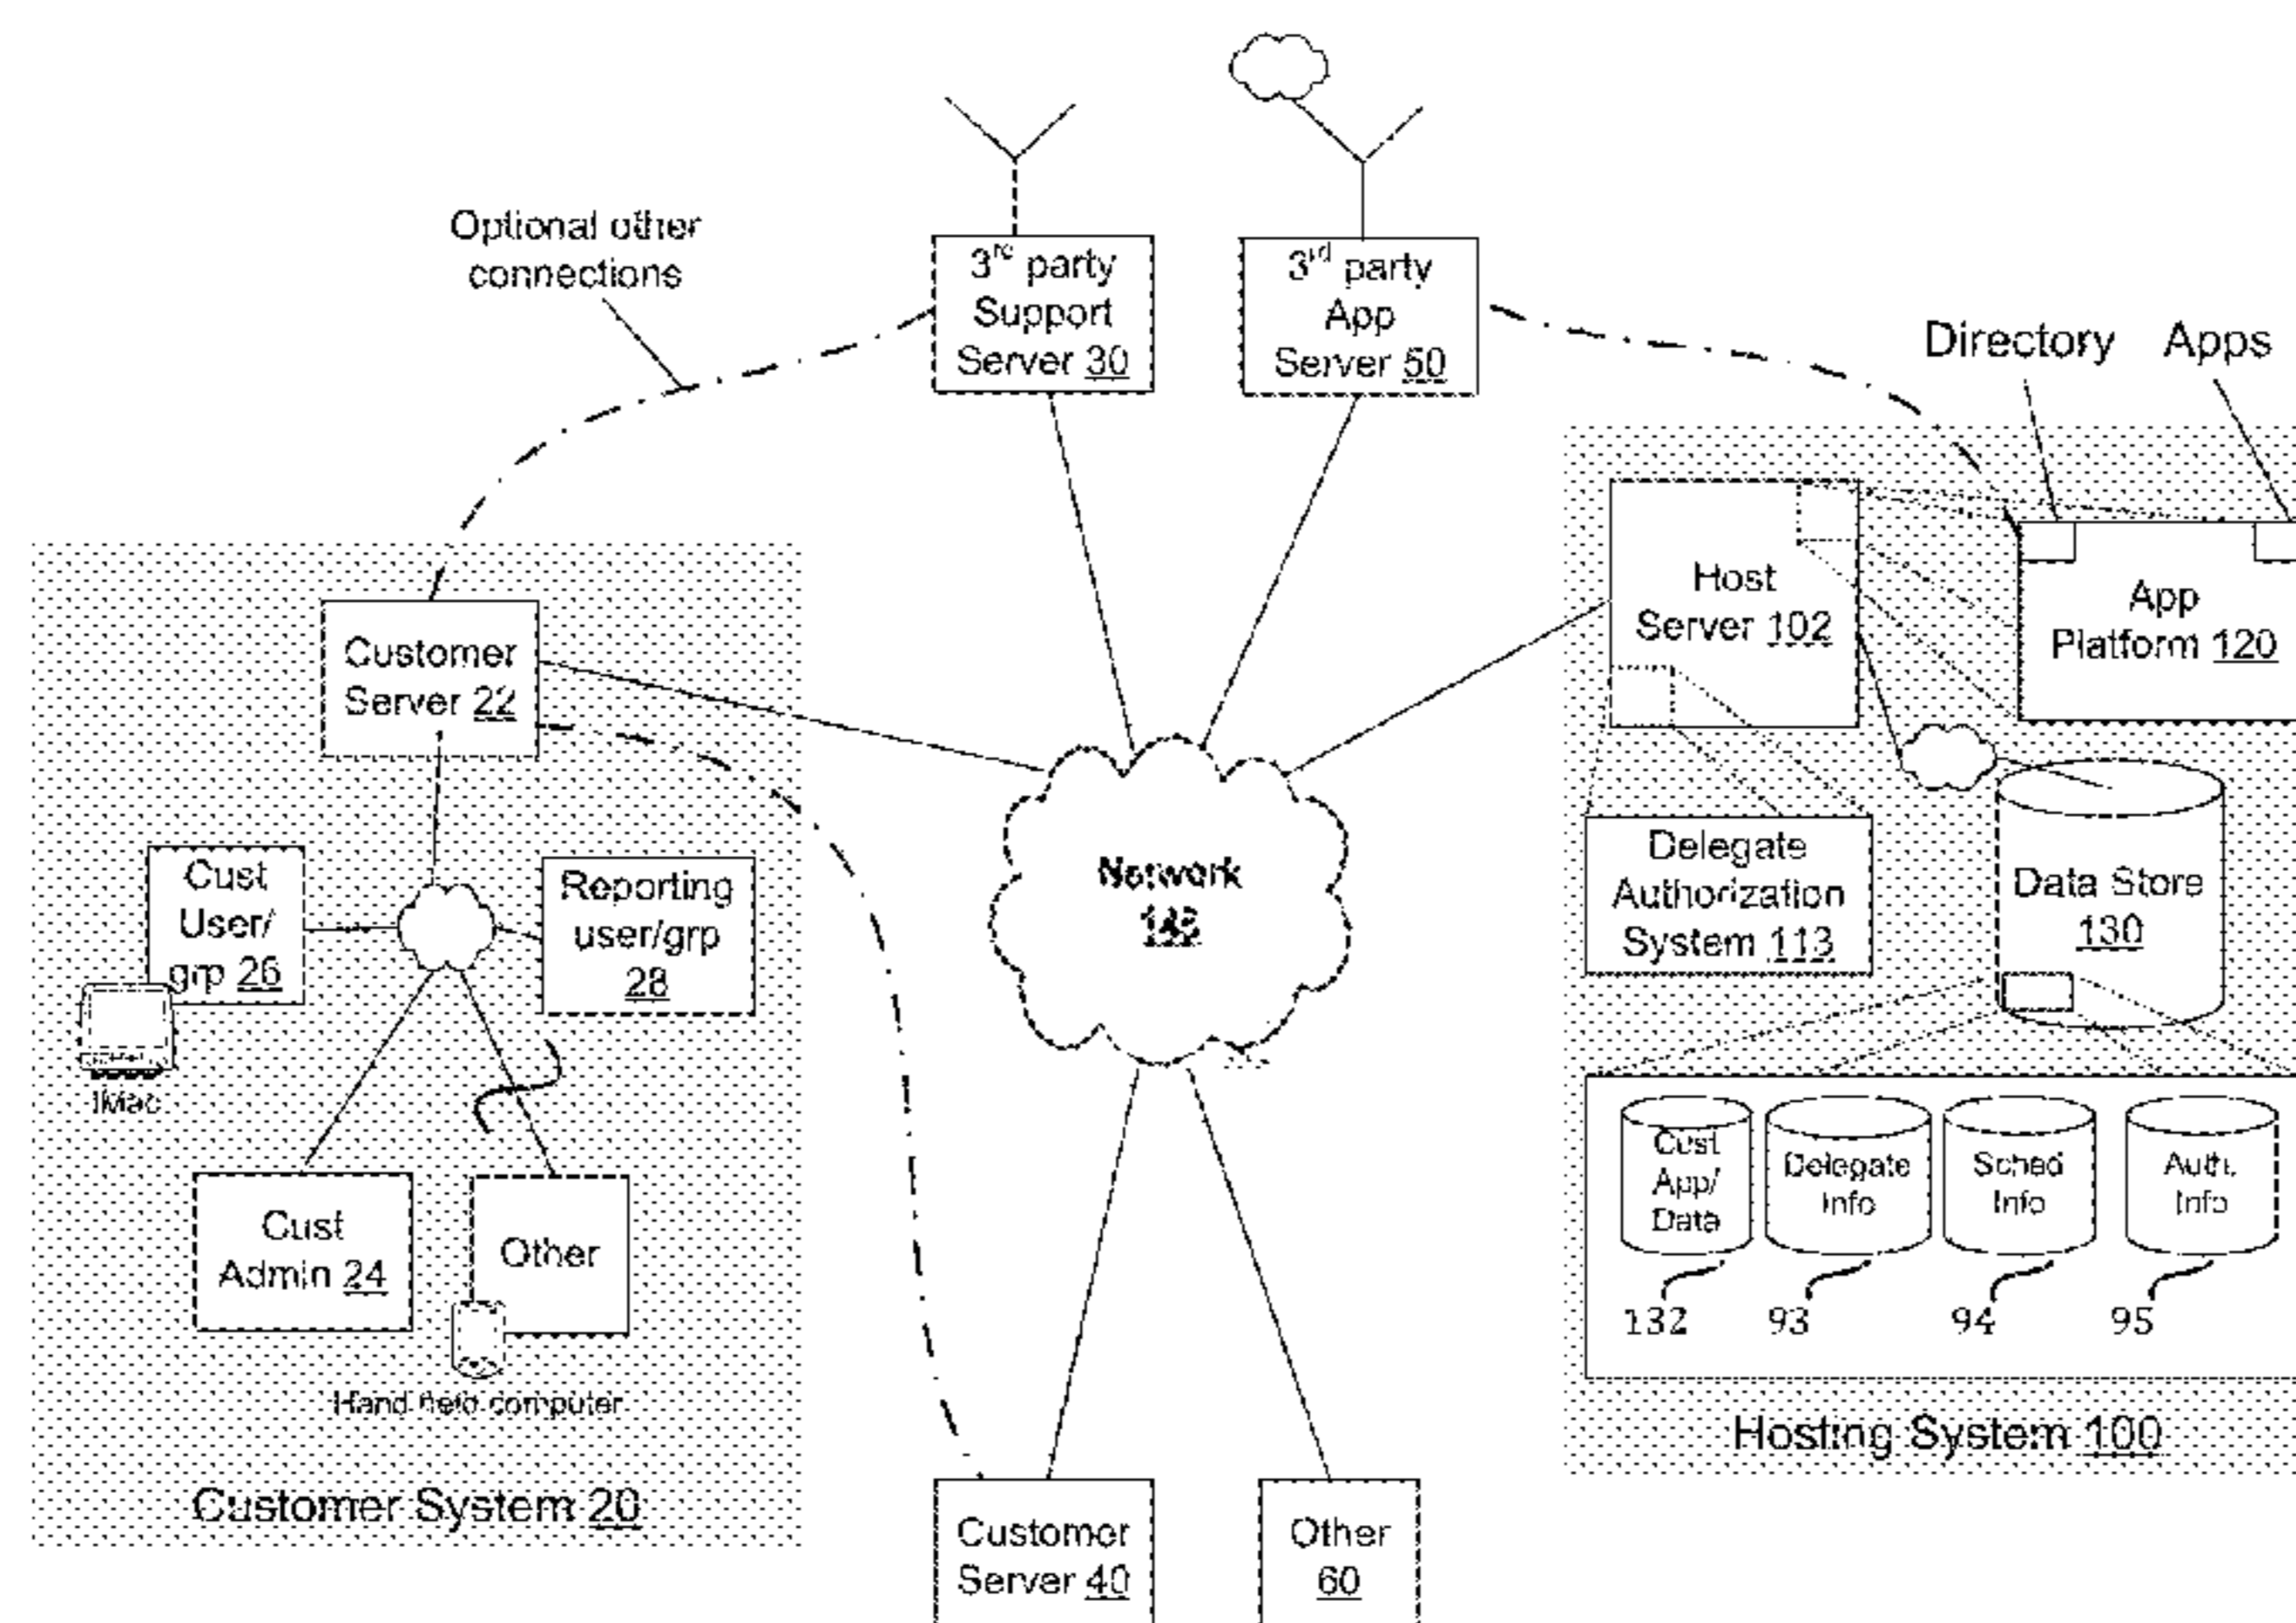 Optional other
connections
3rd party
Support
Server 30
3rd party
App
Server 50
Directory
Apps
Host
Server 102
App
Platform 120
Customer
Server 22
Network
Delegate
Authorization
System 113
Data Store
130
Cust
User/
grp 26
Reporting
user/grp
28
iMac
Cust
Admin 24
Other
Hand held computer
Customer System 20
Cust
App/
Data
Delegate
Info
Sched
Info
Auth.
Info
132
93
94
95
Hosting System 100
Customer
Server 40
Other
60